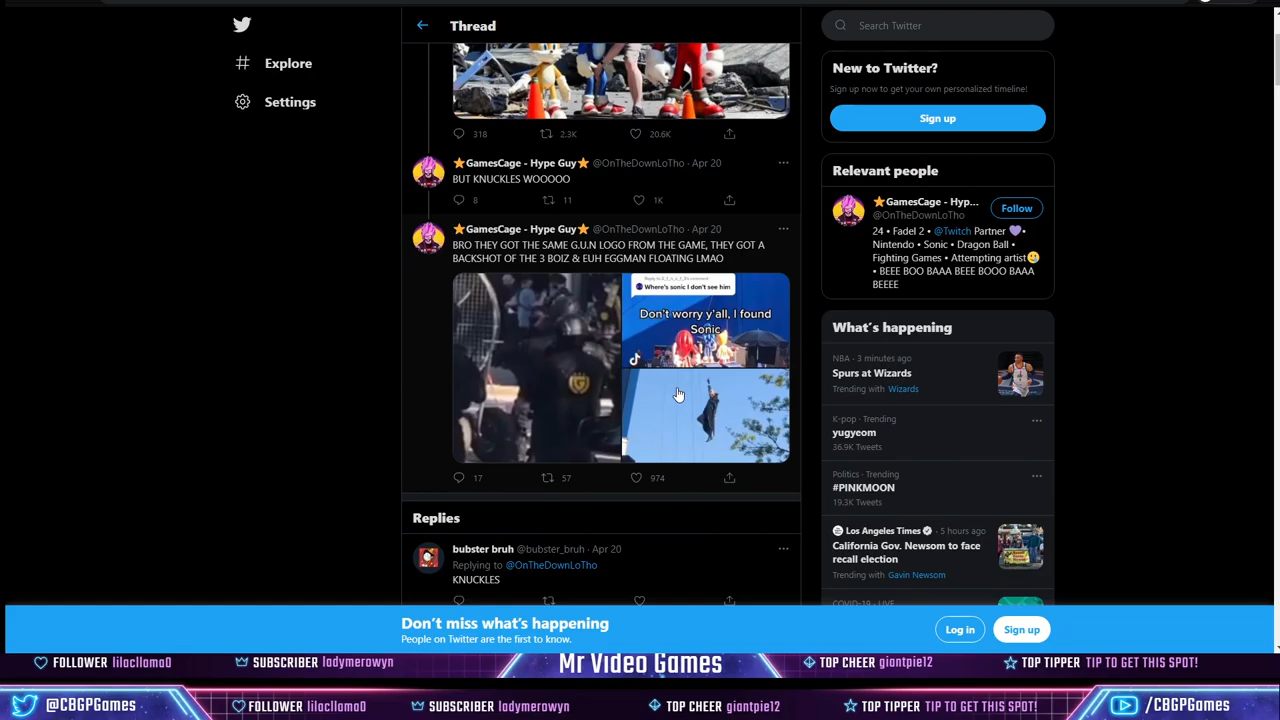 Thread
Search Twitter
Explore
Settings
318
2.3K
20.6K
⭐GamesCage - Hype Guy⭐ @OnTheDownLoTho · Apr 20
BUT KNUCKLES WOOOOO
8
11
1K
⭐GamesCage - Hype Guy⭐ @OnTheDownLoTho · Apr 20
BRO THEY GOT THE SAME G.U.N LOGO FROM THE GAME, THEY GOT A
BACKSHOT OF THE 3 BOIZ & EUH EGGMAN FLOATING LMAO
Where's sonic I don't see him
Don't worry y'all, I found
Sonic
17
57
974
Replies
bubster bruh @bubster_bruh · Apr 20
Replying to @OnTheDownLoTho
KNUCKLES
New to Twitter?
Sign up now to get your own personalized timeline!
Sign up
Relevant people
⭐GamesCage - Hyp...
@OnTheDownLoTho
Follow
24 • Fadel 2 • @Twitch Partner 💜•
Nintendo • Sonic • Dragon Ball •
Fighting Games • Attempting artist😃
• BEEE BOO BAAA BEEE BOOO BAAA
BEEEE
What's happening
NBA · 3 minutes ago
Spurs at Wizards
Trending with Wizards
K-pop · Trending
yugyeom
36.9K Tweets
Politics · Trending
#PINKMOON
19.3K Tweets
Los Angeles Times · 5 hours ago
California Gov. Newsom to face
recall election
Trending with Gavin Newsom
COVID-19 · LIVE
Don't miss what's happening
People on Twitter are the first to know.
Log in
Sign up
FOLLOWER lilacllama0
SUBSCRIBER ladymerowyn
Mr Video Games
TOP CHEER giantpie12
TOP TIPPER TIP TO GET THIS SPOT!
@CBGPGames
FOLLOWER lilacllama0
SUBSCRIBER ladymerowyn
TOP CHEER giantpie12
TOP TIPPER TIP TO GET THIS SPOT!
/CBGPGames